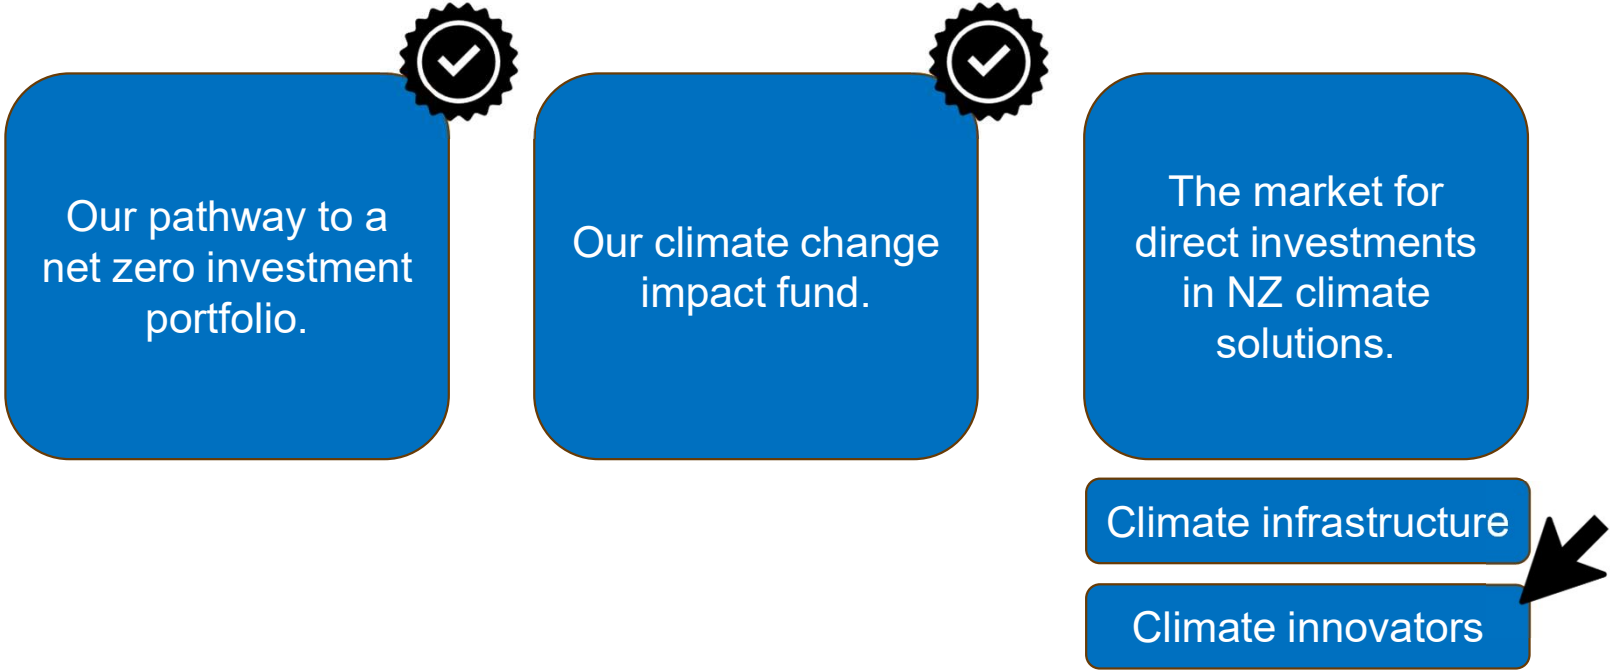 Our pathway to a
net zero investment
portfolio.
Our climate change
impact fund.
The market for
direct investments
in NZ climate
solutions.
Climate infrastructure
Climate innovators